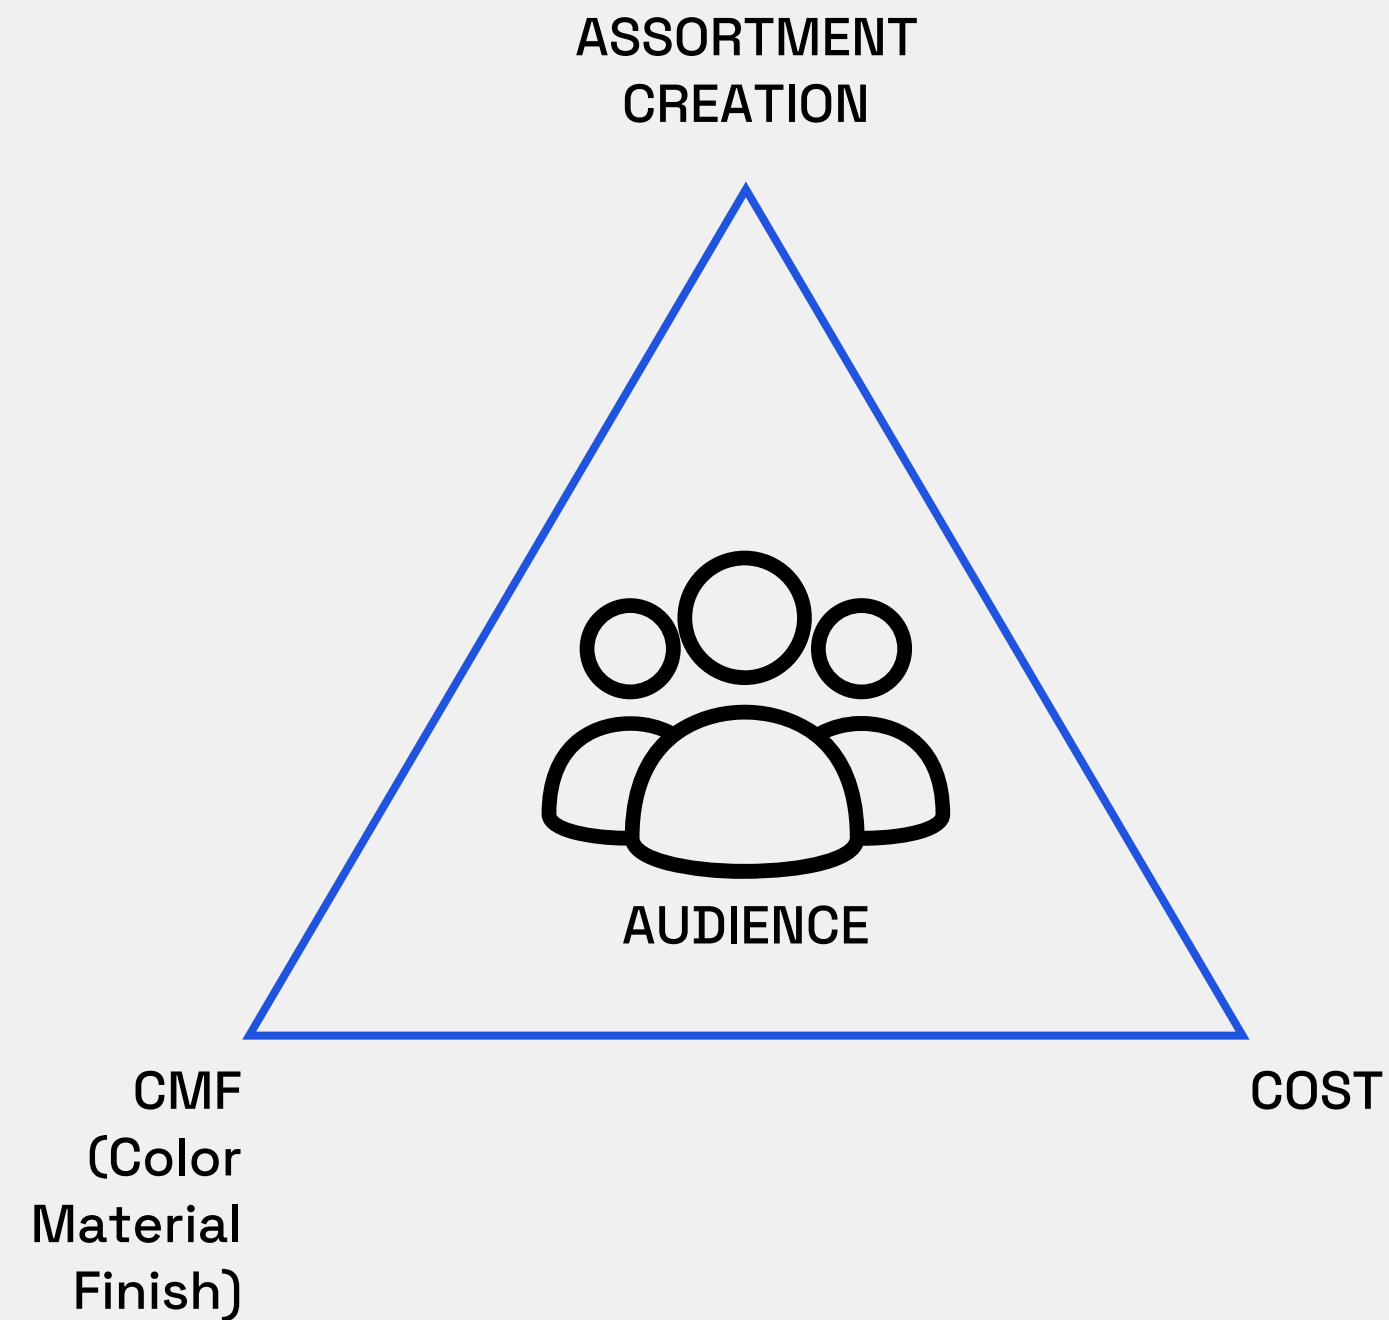 ASSORTMENT
CREATION
AUDIENCE
CMF
(Color
Material
Finish)
COST